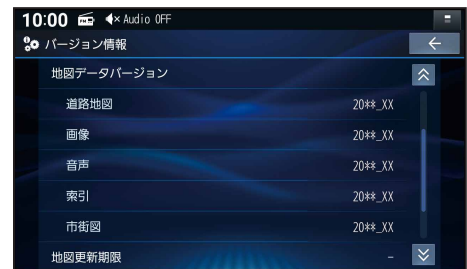 10:00 Audio OFF
バージョン情報
地図データバージョン
道路地図 20**_XX
画像 20**_XX
音声 20**_XX
索引 20**_XX
市街図 20**_XX
地図更新期限 -